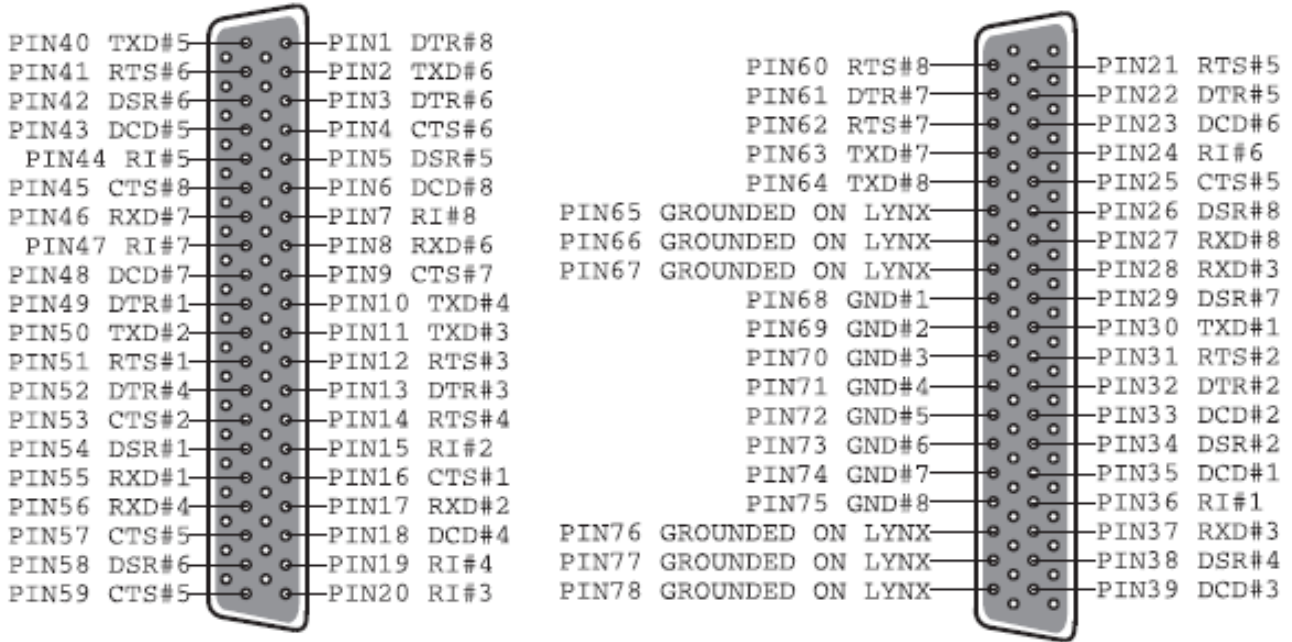 PIN40 TXD#5 PIN1 DTR#8
PIN41 RTS#6 PIN2 TXD#6
PIN42 DSR#6 PIN3 DTR#6
PIN43 DCD#5 PIN4 CTS#6
PIN44 RI#5 PIN5 DSR#5
PIN45 CTS#8 PIN6 DCD#8
PIN46 RXD#7 PIN7 RI#8
PIN47 RI#7 PIN8 RXD#6
PIN48 DCD#7 PIN9 CTS#7
PIN49 DTR#1 PIN10 TXD#4
PIN50 TXD#2 PIN11 TXD#3
PIN51 RTS#1 PIN12 RTS#3
PIN52 DTR#4 PIN13 DTR#3
PIN53 CTS#2 PIN14 RTS#4
PIN54 DSR#1 PIN15 RI#2
PIN55 RXD#1 PIN16 CTS#1
PIN56 RXD#4 PIN17 RXD#2
PIN57 CTS#5 PIN18 DCD#4
PIN58 DSR#6 PIN19 RI#4
PIN59 CTS#5 PIN20 RI#3
PIN60 RTS#8 PIN21 RTS#5
PIN61 DTR#7 PIN22 DTR#5
PIN62 RTS#7 PIN23 DCD#6
PIN63 TXD#7 PIN24 RI#6
PIN64 TXD#8 PIN25 CTS#5
PIN65 GROUNDED ON LYNX PIN26 DSR#8
PIN66 GROUNDED ON LYNX PIN27 RXD#8
PIN67 GROUNDED ON LYNX PIN28 RXD#3
PIN68 GND#1 PIN29 DSR#7
PIN69 GND#2 PIN30 TXD#1
PIN70 GND#3 PIN31 RTS#2
PIN71 GND#4 PIN32 DTR#2
PIN72 GND#5 PIN33 DCD#2
PIN73 GND#6 PIN34 DSR#2
PIN74 GND#7 PIN35 DCD#1
PIN75 GND#8 PIN36 RI#1
PIN76 GROUNDED ON LYNX PIN37 RXD#3
PIN77 GROUNDED ON LYNX PIN38 DSR#4
PIN78 GROUNDED ON LYNX PIN39 DCD#3